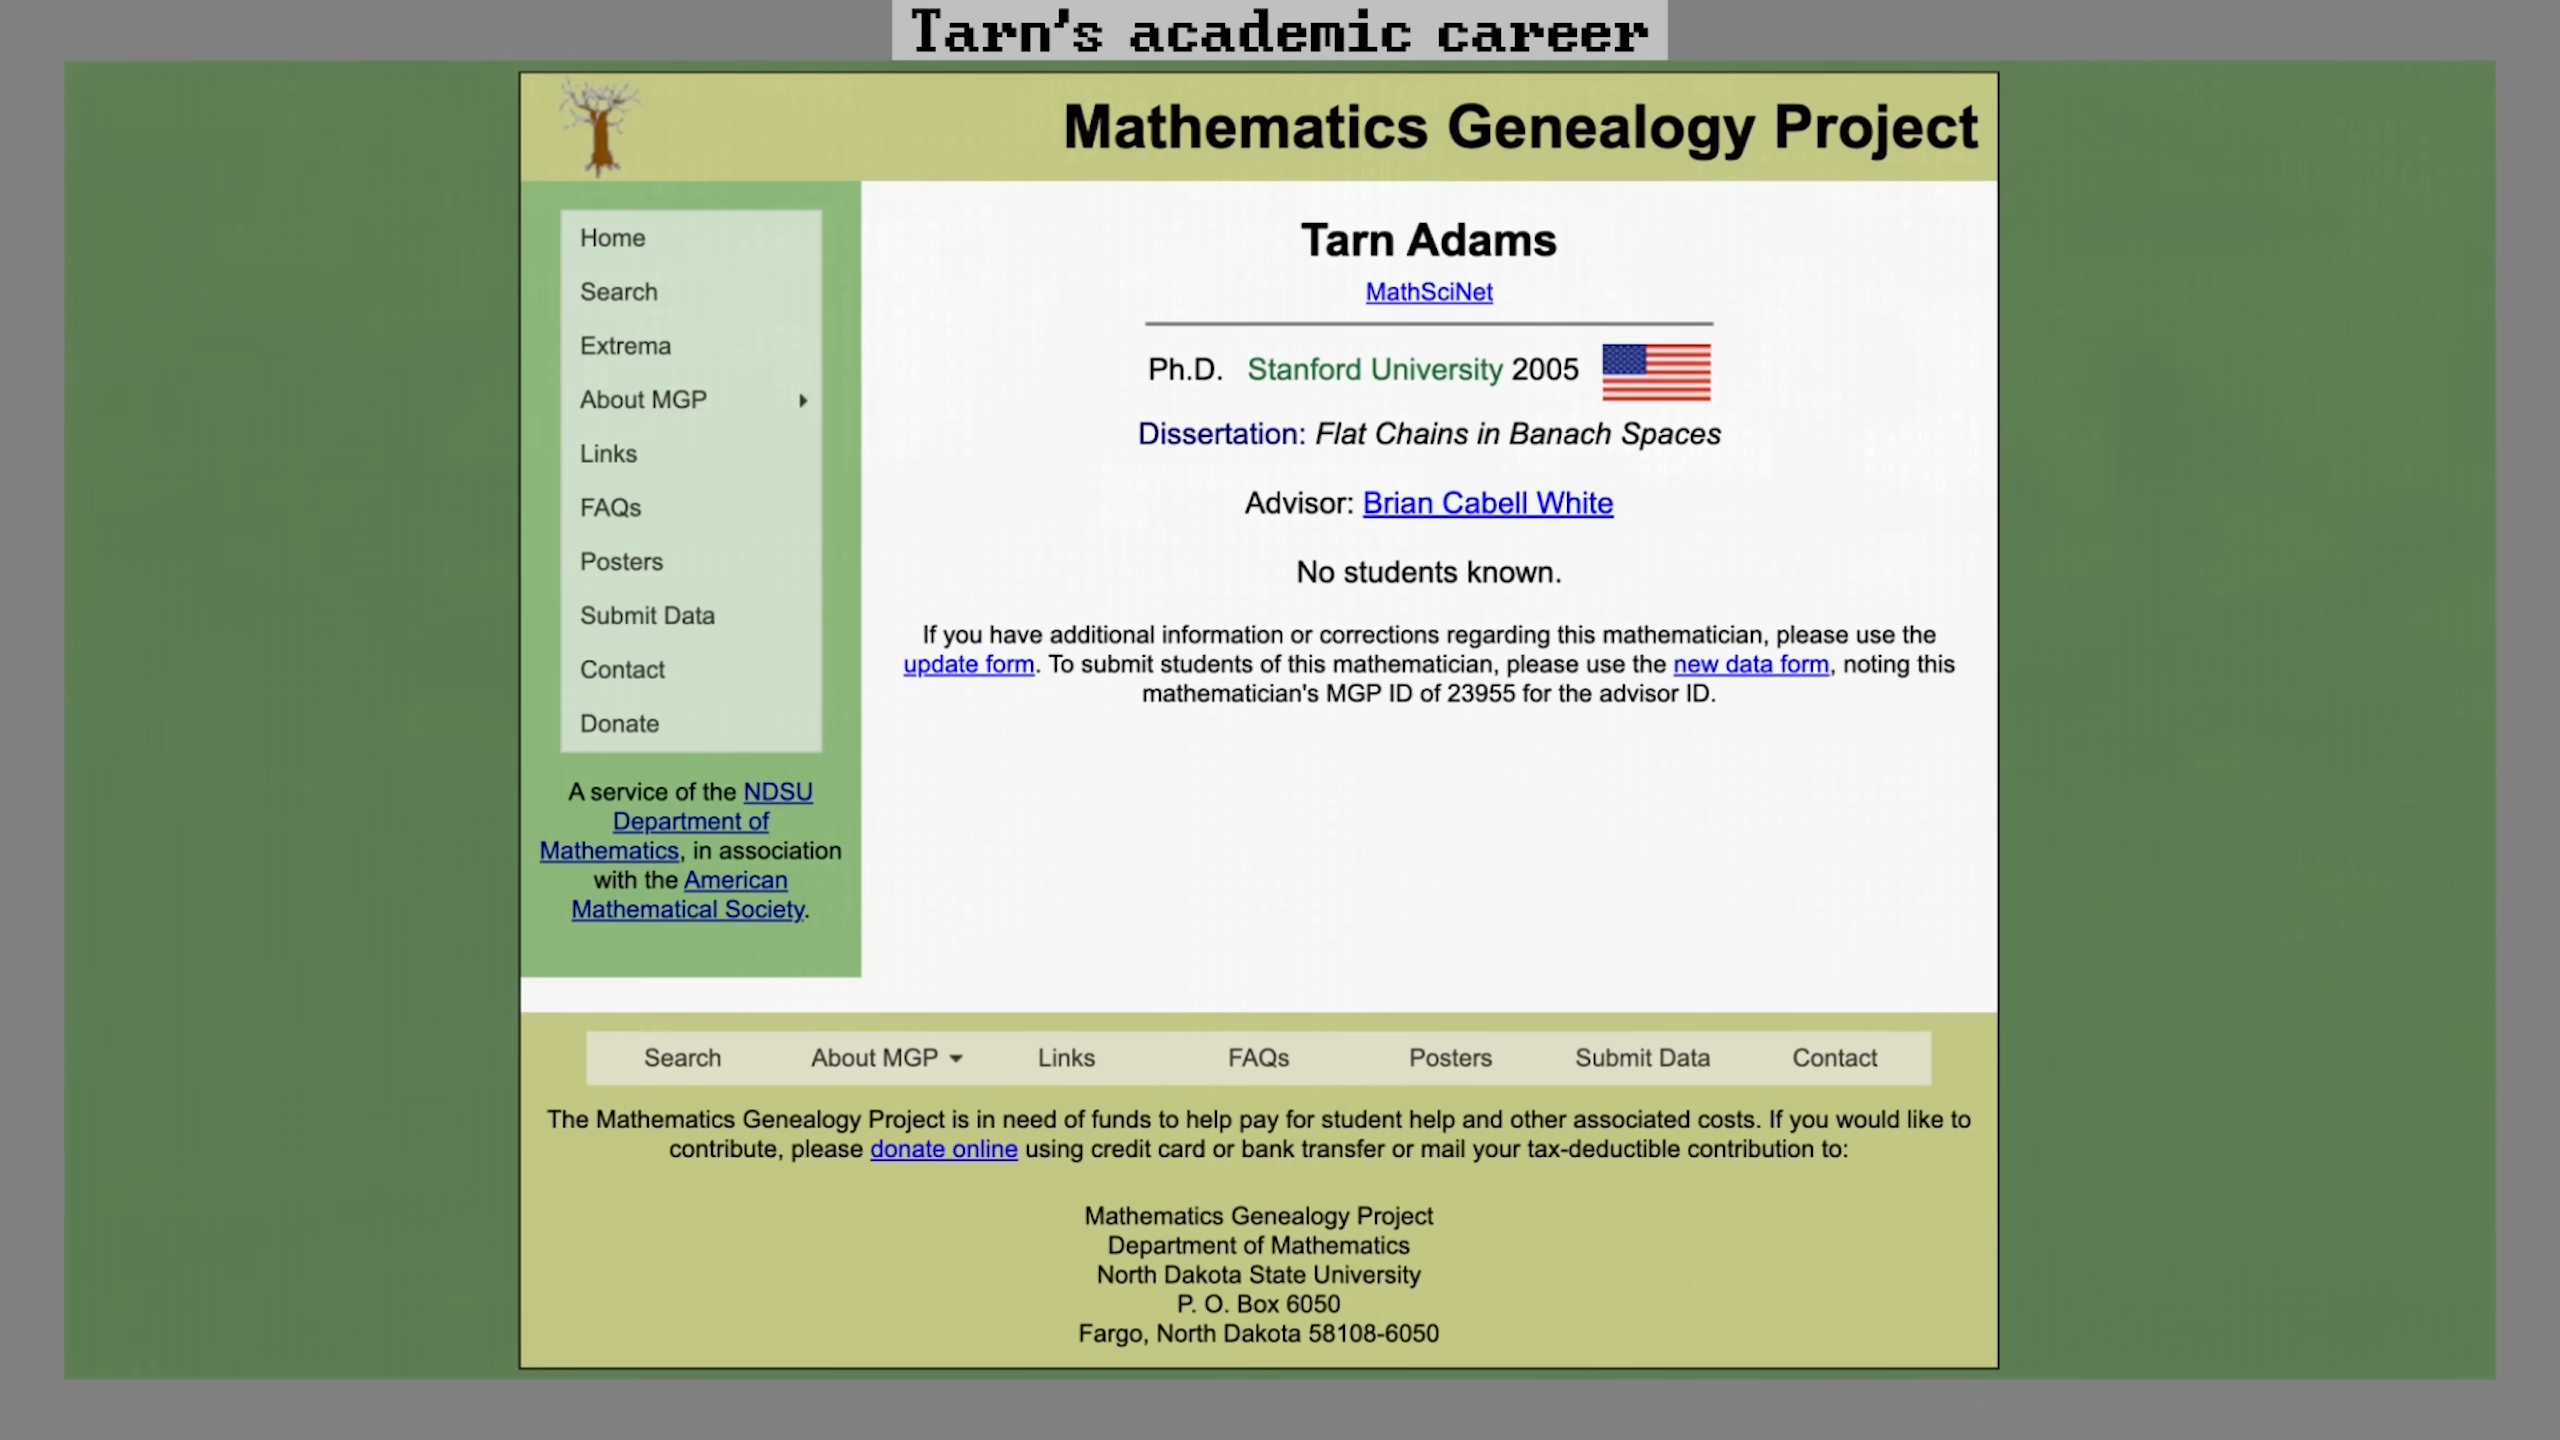 Tarn's academic career
Mathematics Genealogy Project
Home
Search
Extrema
About MGP
Links
FAQs
Posters
Submit Data
Contact
Donate
A service of the NDSU
Department of
Mathematics, in association
with the American
Mathematical Society.
Tarn Adams
MathSciNet
Ph.D. Stanford University 2005
Dissertation: Flat Chains in Banach Spaces
Advisor: Brian Cabell White
No students known.
If you have additional information or corrections regarding this mathematician, please use the
update form. To submit students of this mathematician, please use the new data form, noting this
mathematician's MGP ID of 23955 for the advisor ID.
Search About MGP Links FAQs Posters Submit Data Contact
The Mathematics Genealogy Project is in need of funds to help pay for student help and other associated costs. If you would like to
contribute, please donate online using credit card or bank transfer or mail your tax-deductible contribution to:
Mathematics Genealogy Project
Department of Mathematics
North Dakota State University
P. O. Box 6050
Fargo, North Dakota 58108-6050